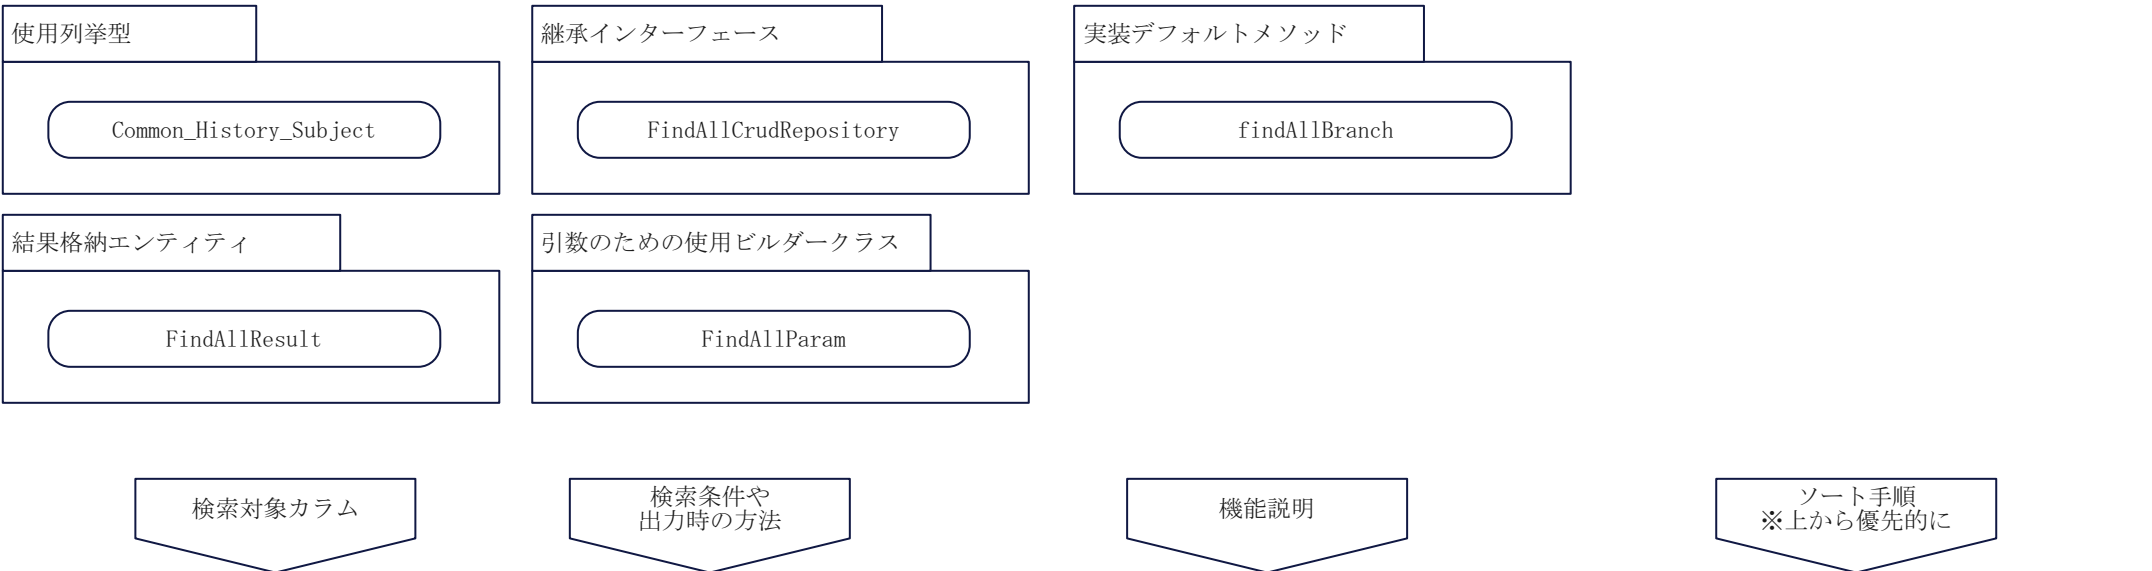 使用列挙型
Common_History_Subject
継承インターフェース
FindAllCrudRepository
実装デフォルトメソッド
findAllBranch
結果格納エンティティ
FindAllResult
引数のための使用ビルダークラス
FindAllParam
検索対象カラム
検索条件や
出力時の方法
機能説明
ソート手順
※上から優先的に